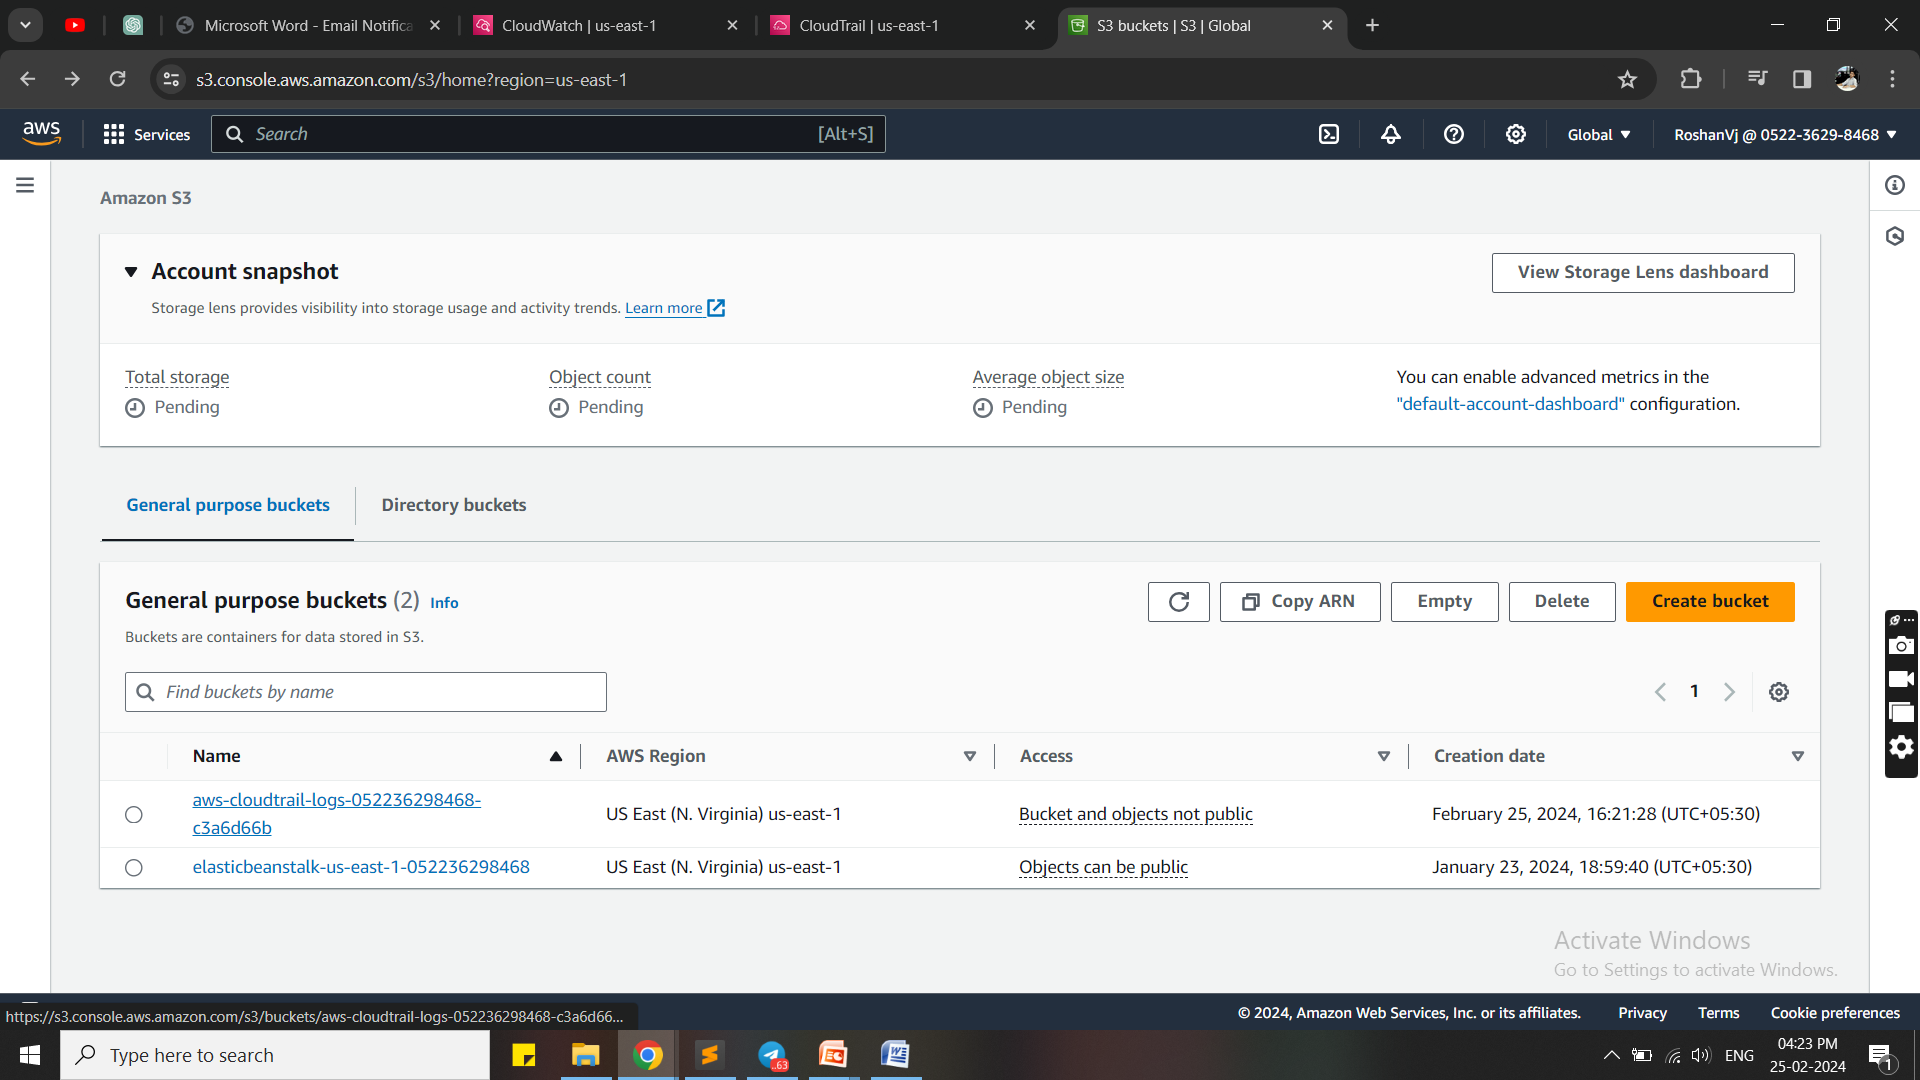 Microsoft Word - Email Notifica
CloudWatch | us-east-1
CloudTrail | us-east-1
S3 buckets | S3 | Global
s3.console.aws.amazon.com/s3/home?region=us-east-1
aws
Services
Search
[Alt+S]
Global
RoshanVj @ 0522-3629-8468
Amazon S3
Account snapshot
View Storage Lens dashboard
Storage lens provides visibility into storage usage and activity trends. Learn more
Total storage
Object count
Average object size
You can enable advanced metrics in the
Pending
Pending
Pending
"default-account-dashboard" configuration.
General purpose buckets
Directory buckets
General purpose buckets (2) Info
Copy ARN
Empty
Delete
Create bucket
Buckets are containers for data stored in S3.
Find buckets by name
1
Name
AWS Region
Access
Creation date
aws-cloudtrail-logs-052236298468-
c3a6d66b
US East (N. Virginia) us-east-1
Bucket and objects not public
February 25, 2024, 16:21:28 (UTC+05:30)
elasticbeanstalk-us-east-1-052236298468
US East (N. Virginia) us-east-1
Objects can be public
January 23, 2024, 18:59:40 (UTC+05:30)
Activate Windows
Go to Settings to activate Windows.
https://s3.console.aws.amazon.com/s3/buckets/aws-cloudtrail-logs-052236298468-c3a6d66...
© 2024, Amazon Web Services, Inc. or its affiliates.
Privacy
Terms
Cookie preferences
Type here to search
..63
ENG
04:23 PM
25-02-2024
1